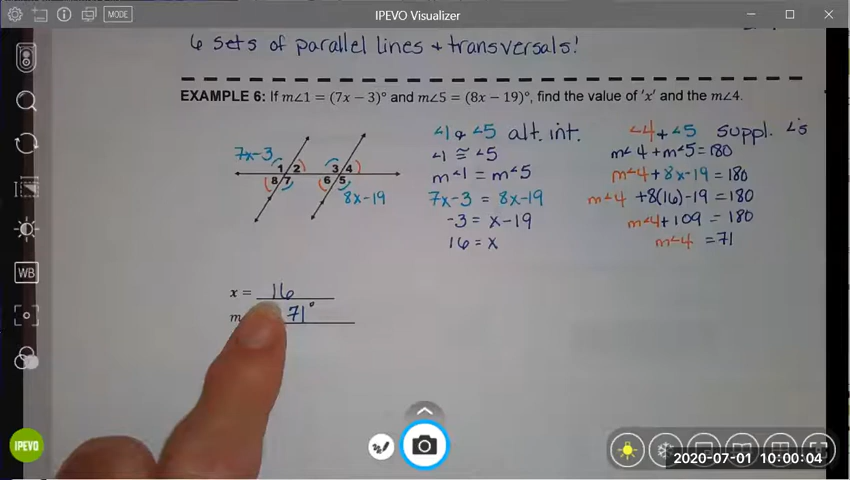 IPEVO Visualizer
MODE
6 sets of parallel lines + transversals!
EXAMPLE 6: If m∠1 = (7x − 3)° and m∠5 = (8x − 19)°, find the value of 'x' and the m∠4.
7x-3
1 2 3 4
8 7 6 5
8x-19
∠1 & ∠5 alt. int.
∠1 ≅ ∠5
m∠1 = m∠5
7x-3 = 8x-19
-3 = x-19
16 = x
∠4 + ∠5 suppl. ∠'s
m∠4 + m∠5 = 180
m∠4 + 8x-19 = 180
m∠4 + 8(16) - 19 = 180
m∠4 + 109 = 180
m∠4 = 71
x = 16
m 71°
WB
IPEVO
2020-07-01 10:00:04